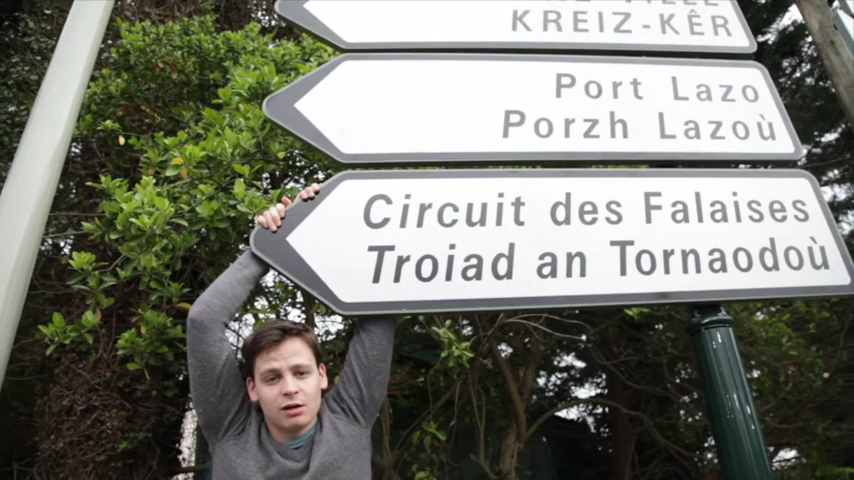 KREIZ-KÊR
Port Lazo
Porzh Lazoù
Circuit des Falaises
Troiad an Tornaodoù